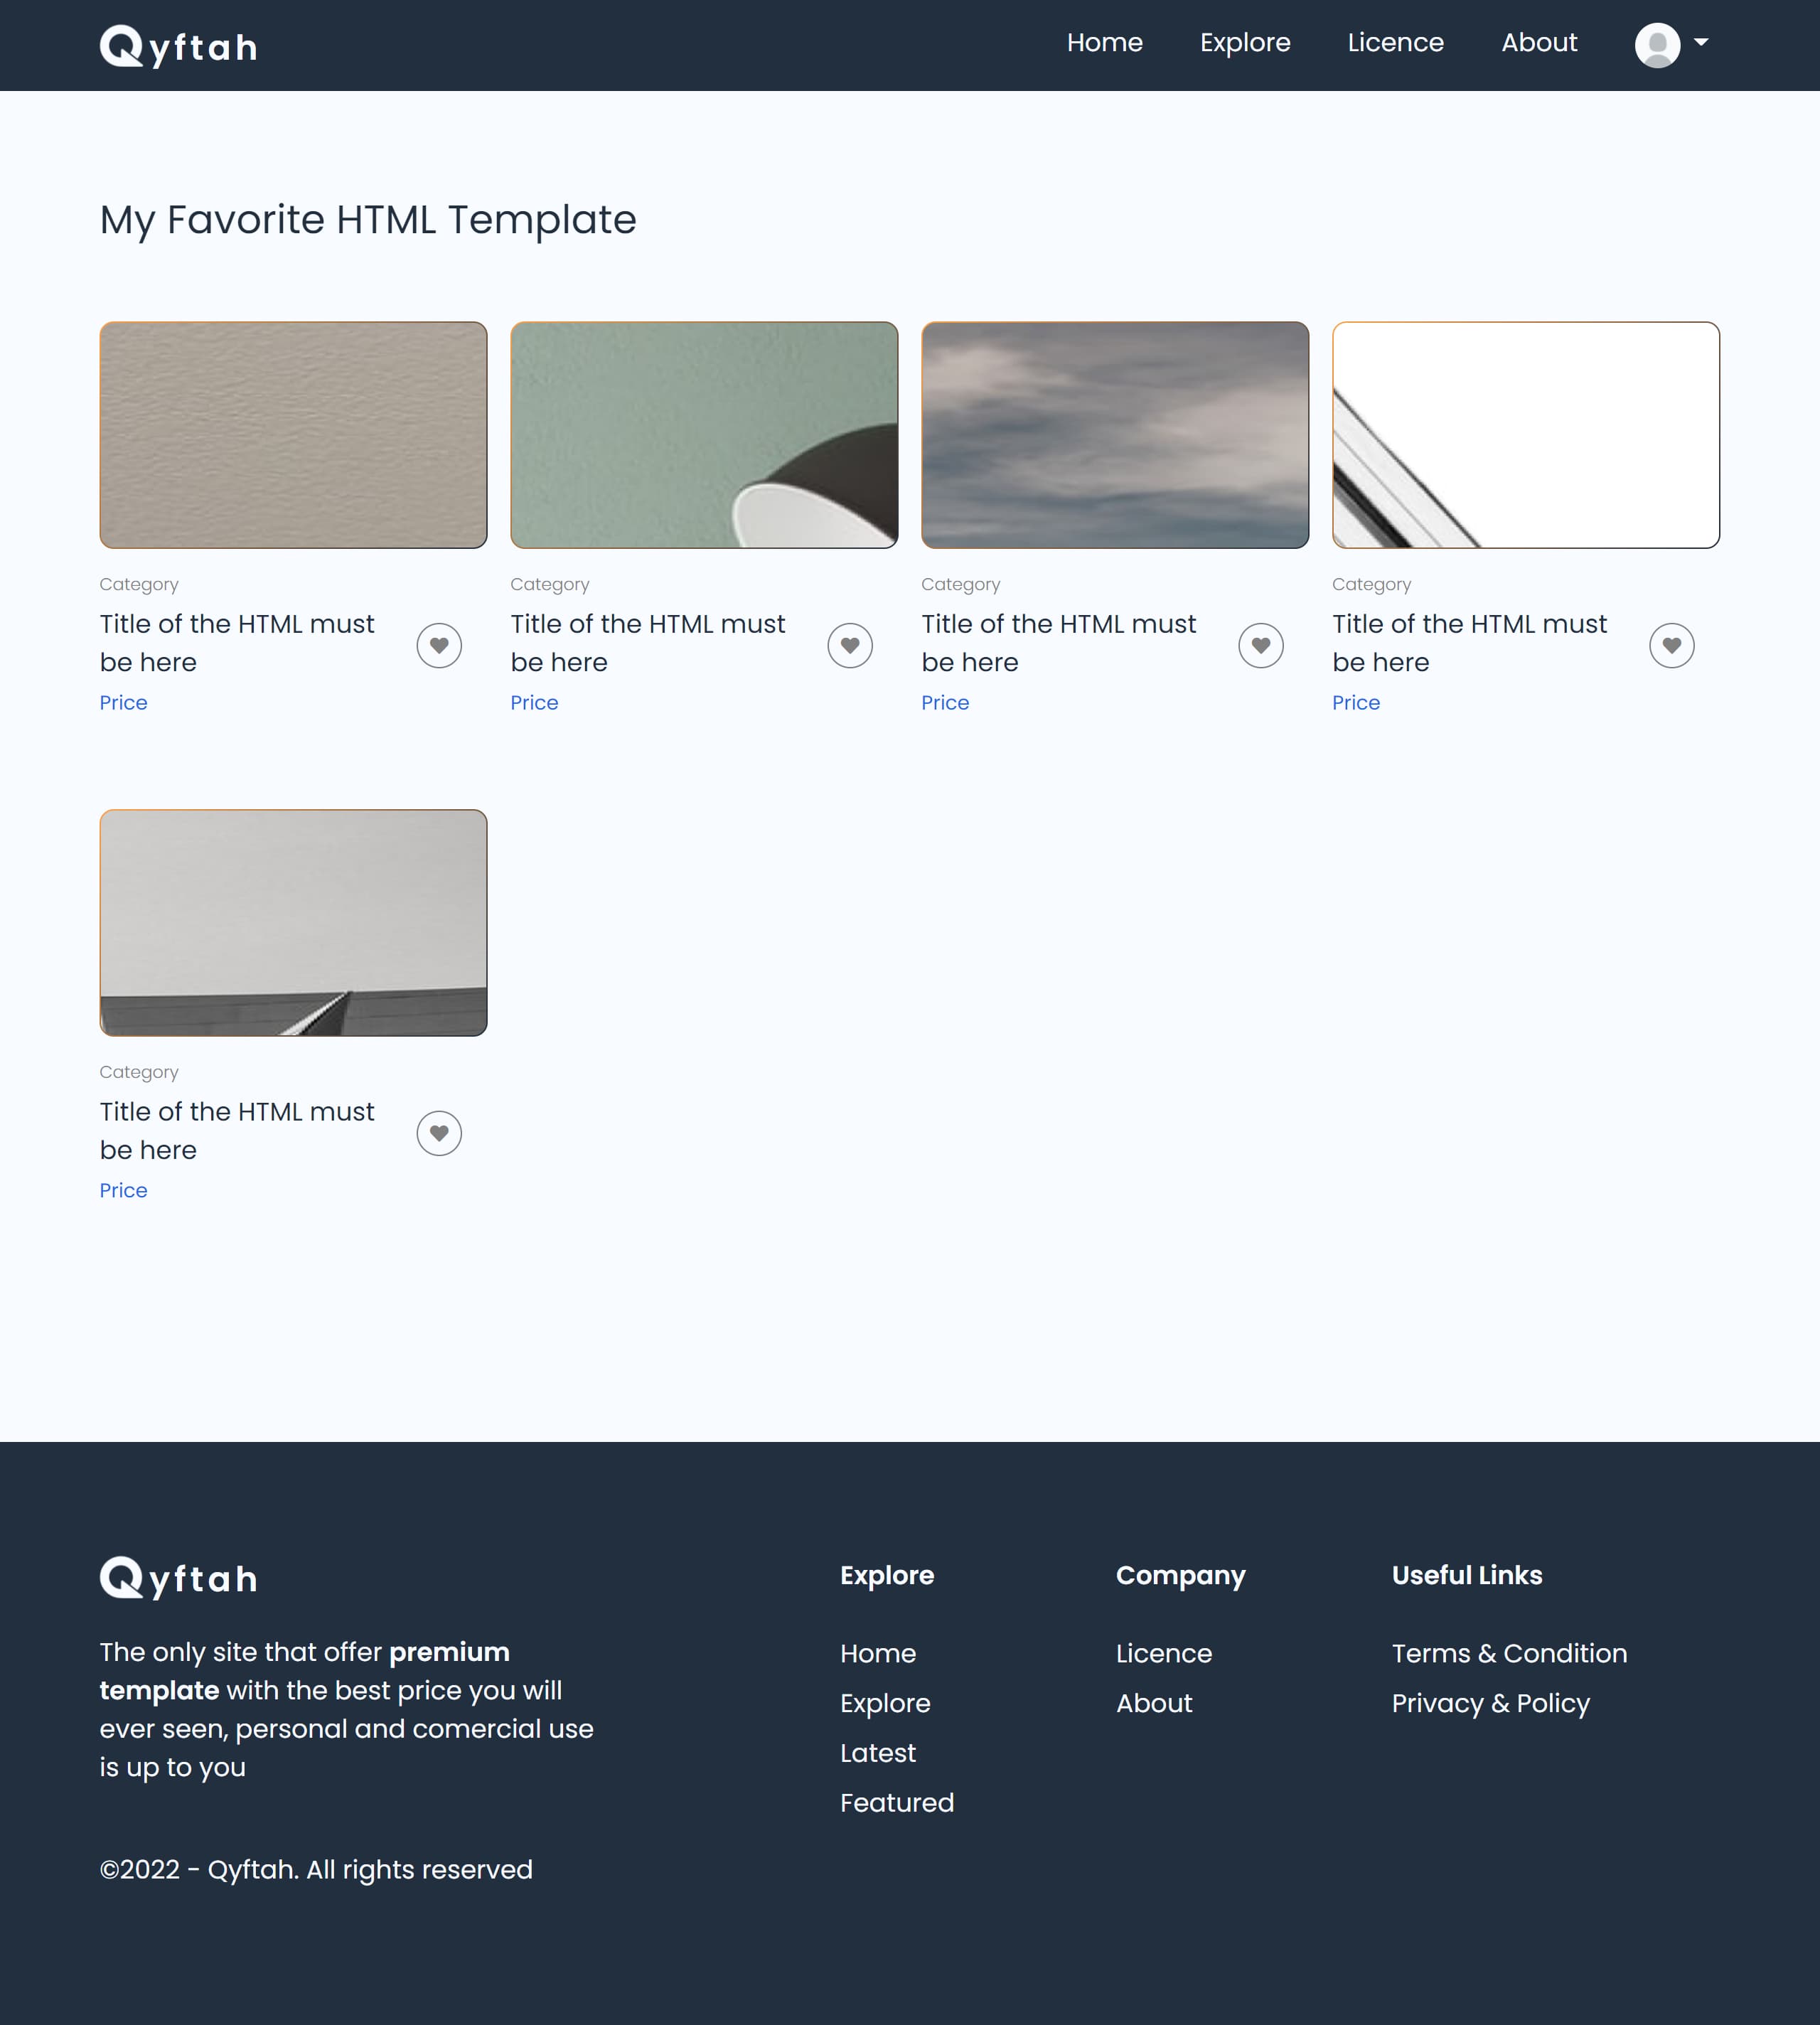 Qyftah
Home Explore Licence About
My Favorite HTML Template
Category
Title of the HTML must
be here
Price
Category
Title of the HTML must
be here
Price
Category
Title of the HTML must
be here
Price
Category
Title of the HTML must
be here
Price
Category
Title of the HTML must
be here
Price
Qyftah
The only site that offer premium
template with the best price you will
ever seen, personal and comercial use
is up to you
©2022 - Qyftah. All rights reserved
Explore
Home
Explore
Latest
Featured
Company
Licence
About
Useful Links
Terms & Condition
Privacy & Policy